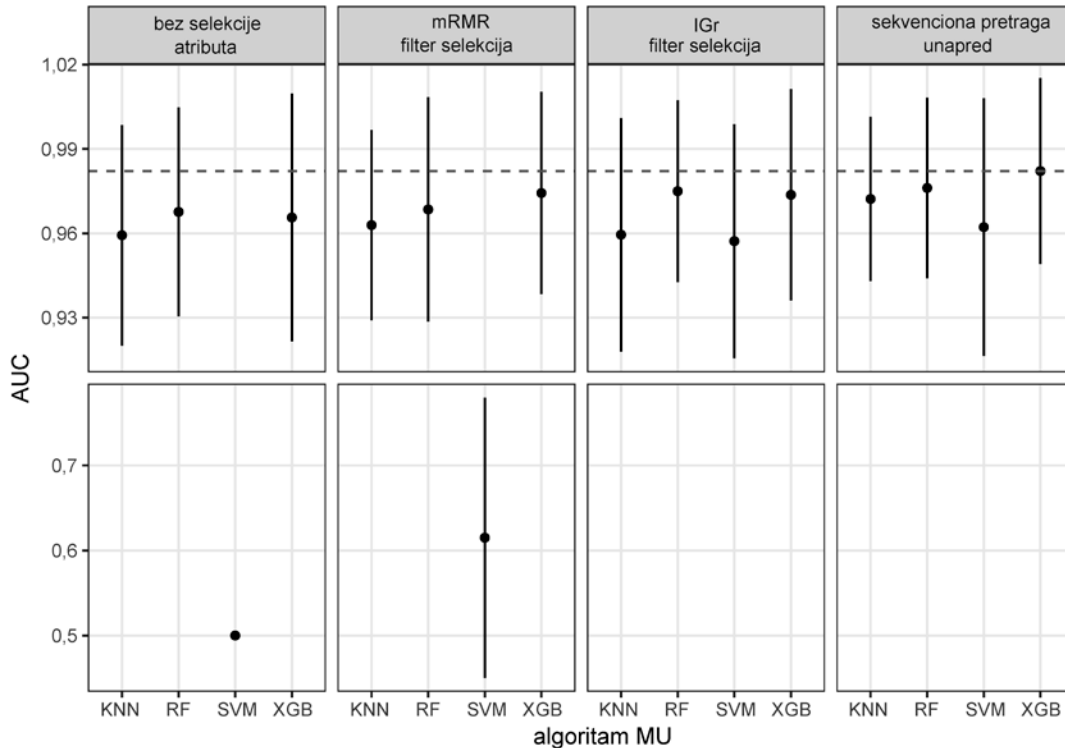 bez selekcije
atributa
mRMR
filter selekcija
IGr
filter selekcija
sekvenciona pretraga
unapred
1,02
0,99
0,96
0,93
AUC
0,7
0,6
0,5
KNN RF SVM XGB
KNN RF SVM XGB
KNN RF SVM XGB
KNN RF SVM XGB
algoritam MU